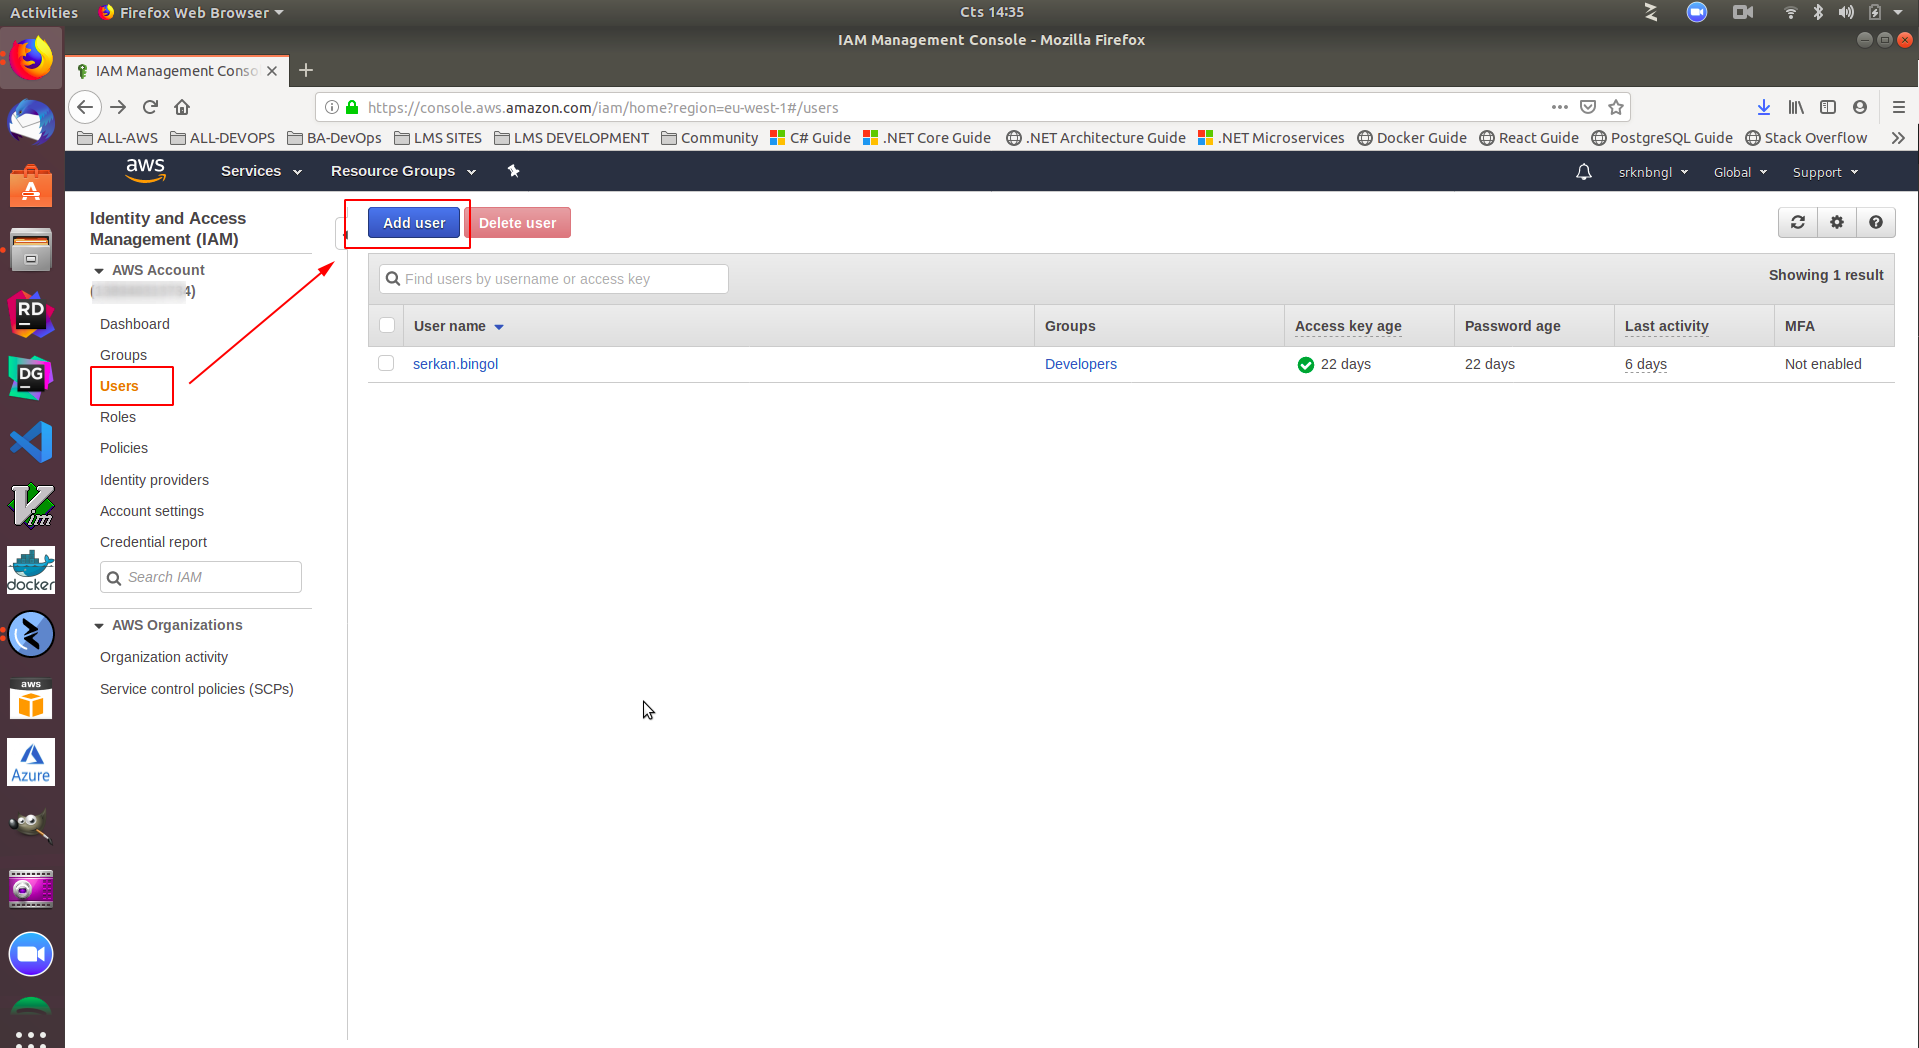 Activities Firefox Web Browser Cts 14:35
IAM Management Console - Mozilla Firefox
IAM Management Conso
https://console.aws.amazon.com/iam/home?region=eu-west-1#/users
ALL-AWS ALL-DEVOPS BA-DevOps LMS SITES LMS DEVELOPMENT Community C# Guide .NET Core Guide .NET Architecture Guide .NET Microservices Docker Guide React Guide PostgreSQL Guide Stack Overflow
aws Services Resource Groups srknbngl Global Support
Identity and Access
Management (IAM)
Add user Delete user
AWS Account
4)
Find users by username or access key Showing 1 result
User name Groups Access key age Password age Last activity MFA
serkan.bingol Developers 22 days 22 days 6 days Not enabled
Dashboard
Groups
Users
Roles
Policies
Identity providers
Account settings
Credential report
Search IAM
AWS Organizations
Organization activity
Service control policies (SCPs)
RD
DG
Vim
docker
aws
Azure